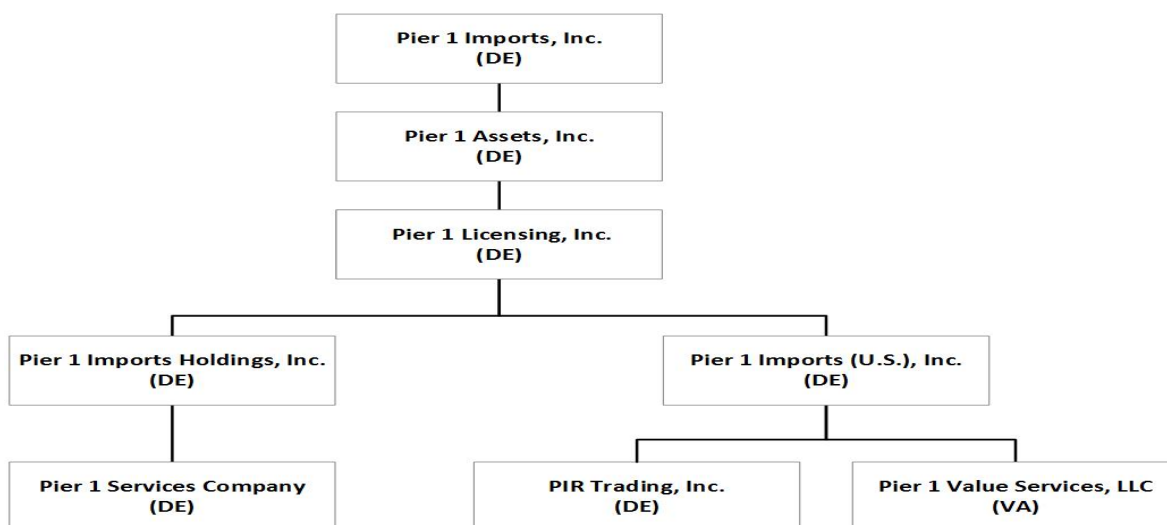 Pier 1 Imports, Inc.
(DE)
Pier 1 Assets, Inc.
(DE)
Pier 1 Licensing, Inc.
(DE)
Pier 1 Imports Holdings, Inc.
(DE)
Pier 1 Imports (U.S.), Inc.
(DE)
Pier 1 Services Company
(DE)
PIR Trading, Inc.
(DE)
Pier 1 Value Services, LLC
(VA)